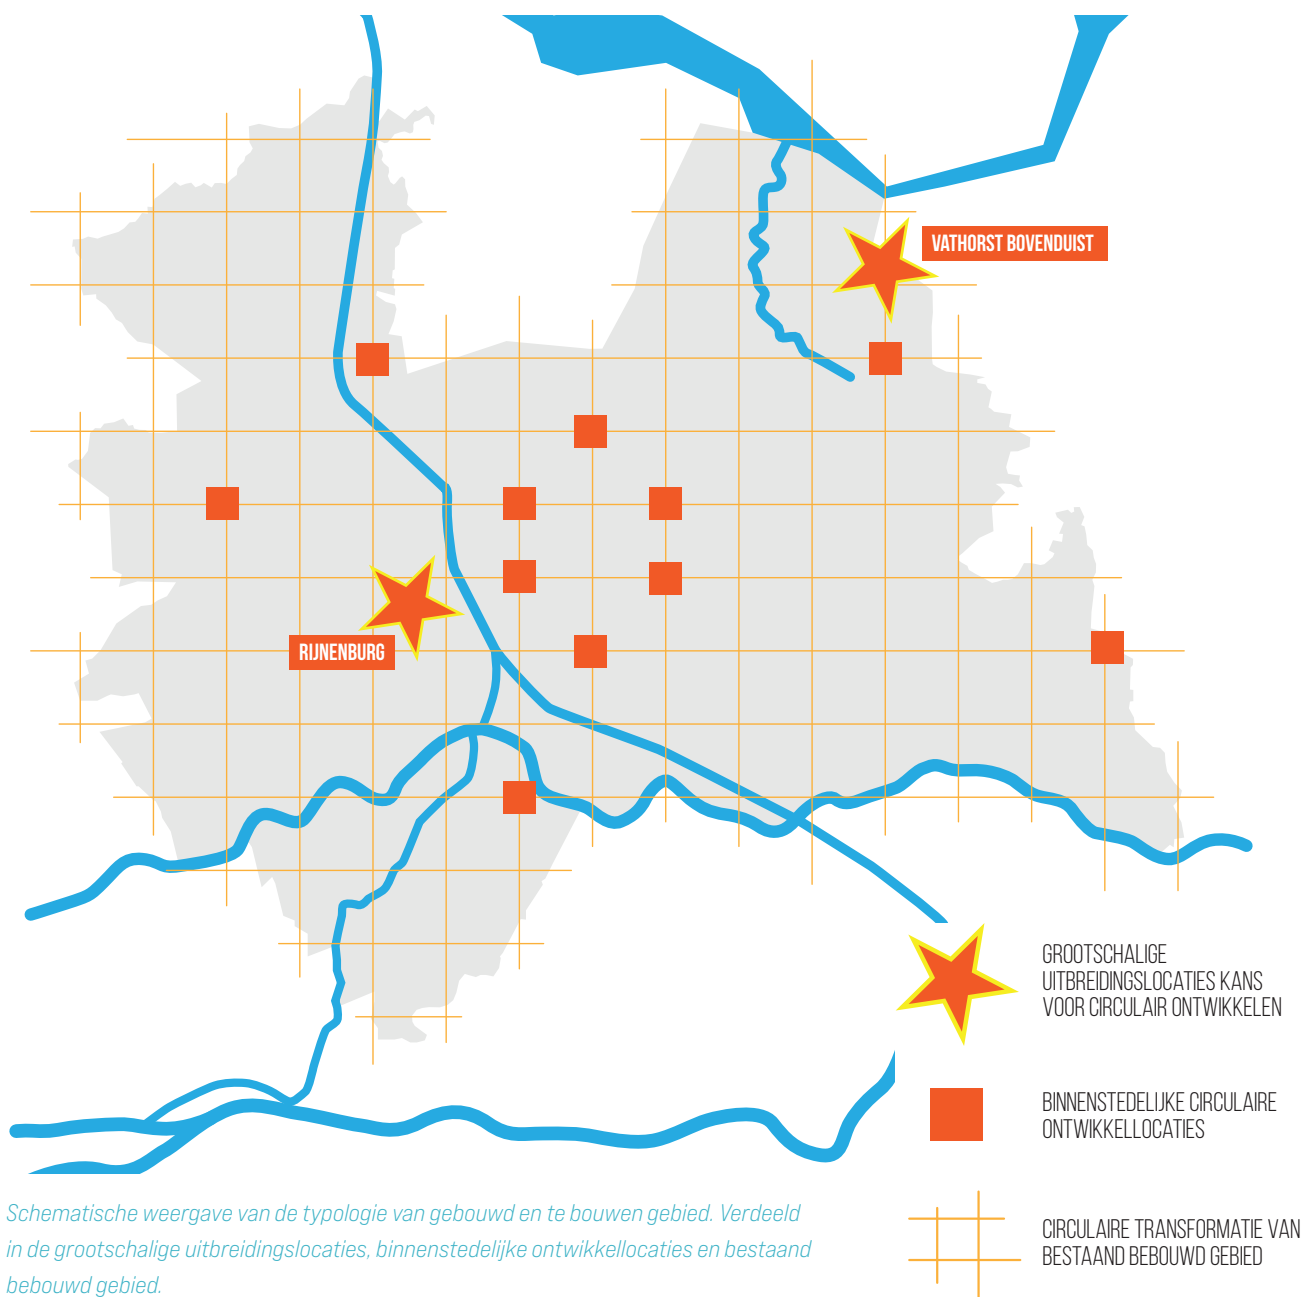 VATHORST BOVENDUIST
RIJNENBURG
GROOTSCHALIGE
UITBREIDINGSLOCATIES KANS
VOOR CIRCULAIR ONTWIKKELEN
BINNENSTEDELIJKE CIRCULAIRE
ONTWIKKELLOCATIES
CIRCULAIRE TRANSFORMATIE VAN
BESTAAND BEBOUWD GEBIED
Schematische weergave van de typologie van gebouwd en te bouwen gebied. Verdeeld
in de grootschalige uitbreidingslocaties, binnenstedelijke ontwikkellocaties en bestaand
bebouwd gebied.